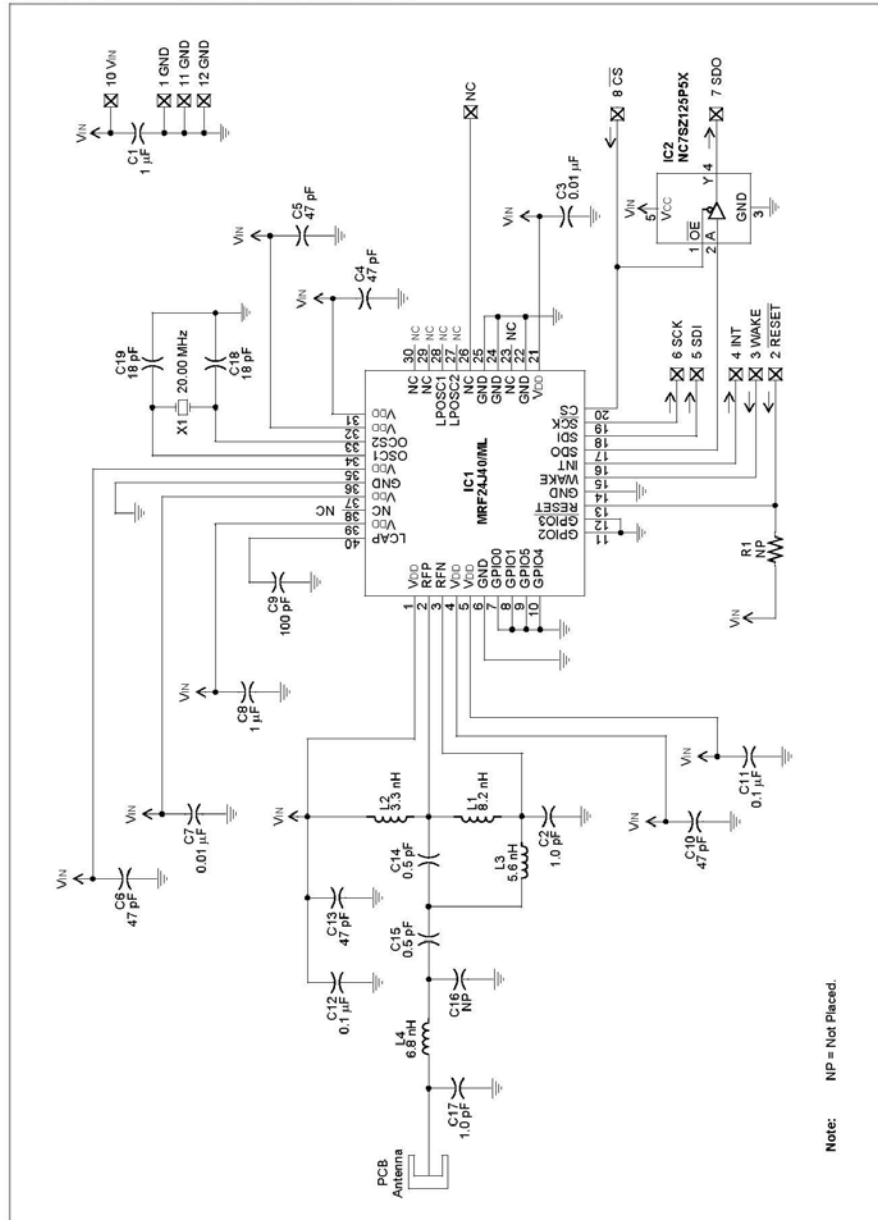 10 VIN
1 GND
11 GND
12 GND
VIN
C1
1 µF
NC
8 CS
IC2
NC7SZ125P5X
7 SDO
VIN
5
VCC
Y 4
GND
3
1 OE
2 A
VIN
C5
47 pF
VIN
C4
47 pF
VIN
C3
0.01 µF
C19
18 pF
C18
18 pF
X1
20.00 MHz
6 SCK
5 SDI
4 INT
3 WAKE
2 RESET
IC1
MRF24J40/ML
NC 30 NC
NC 29 NC
LPOSC1 28 NC
LPOSC2 27 NC
NC 26
GND 25
GND 24
NC 23 NC
GND 22
VDD 21
31 VDD
32 VDD
33 OCS2
34 OSC1
35 VDD
36 GND
37 VDD
NC 38 NC
39 VDD
40 LCAP
CS 20
SCK 19
SDI 18
SDO 17
INT 16
WAKE 15
GND 14
RESET 13
GPIO3 12
GPIO2 11
1 VDD
2 RFP
3 RFN
4 VDD
5 VDD
6 GND
7 GPIO0
8 GPIO1
9 GPIO5
10 GPIO4
R1
NP
VIN
C9
100 pF
VIN
C8
1 µF
VIN
C7
0.01 µF
VIN
C6
47 pF
VIN
L2
3.3 nH
L1
8.2 nH
C14
0.5 pF
L3
5.6 nH
C2
1.0 pF
VIN
C11
0.1 µF
VIN
C10
47 pF
C13
47 pF
C15
0.5 pF
C12
0.1 µF
C16
NP
L4
6.8 nH
C17
1.0 pF
PCB
Antenna
Note: NP = Not Placed.